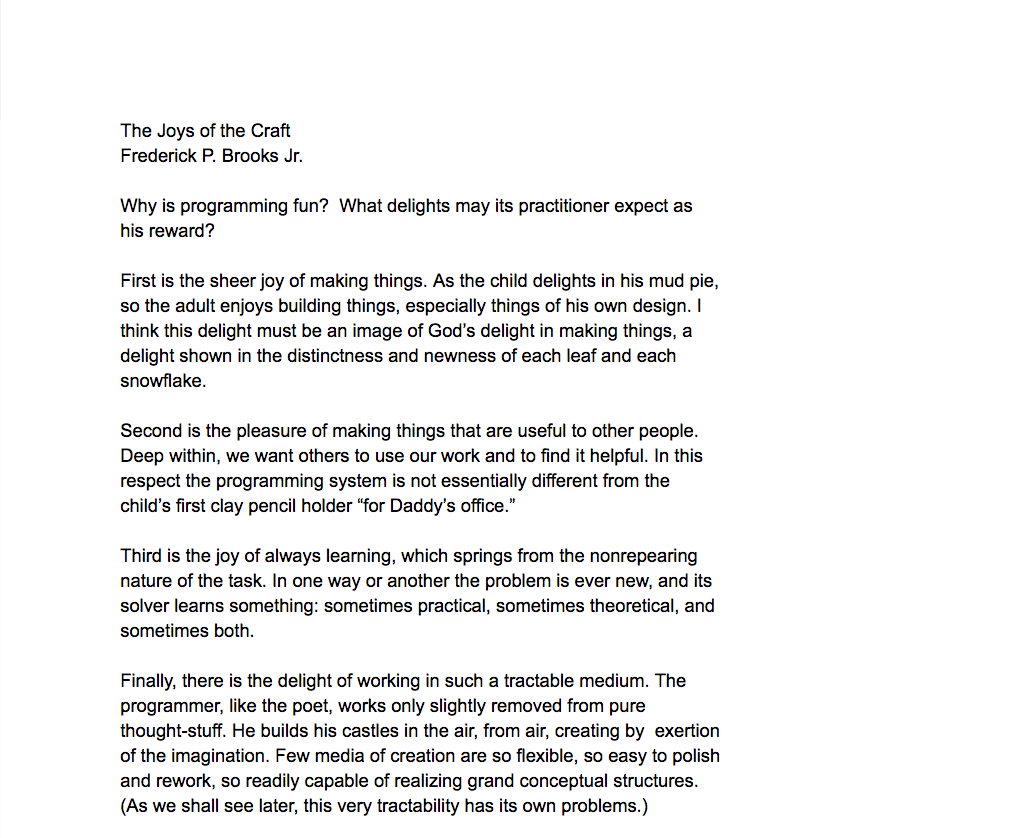 The Joys of the Craft
Frederick P. Brooks Jr.
Why is programming fun?  What delights may its practitioner expect as
his reward?
First is the sheer joy of making things. As the child delights in his mud pie,
so the adult enjoys building things, especially things of his own design. I
think this delight must be an image of God’s delight in making things, a
delight shown in the distinctness and newness of each leaf and each
snowflake.
Second is the pleasure of making things that are useful to other people.
Deep within, we want others to use our work and to find it helpful. In this
respect the programming system is not essentially different from the
child’s first clay pencil holder “for Daddy’s office.”
Third is the joy of always learning, which springs from the nonrepearing
nature of the task. In one way or another the problem is ever new, and its
solver learns something: sometimes practical, sometimes theoretical, and
sometimes both.
Finally, there is the delight of working in such a tractable medium. The
programmer, like the poet, works only slightly removed from pure
thought-stuff. He builds his castles in the air, from air, creating by  exertion
of the imagination. Few media of creation are so flexible, so easy to polish
and rework, so readily capable of realizing grand conceptual structures.
(As we shall see later, this very tractability has its own problems.)